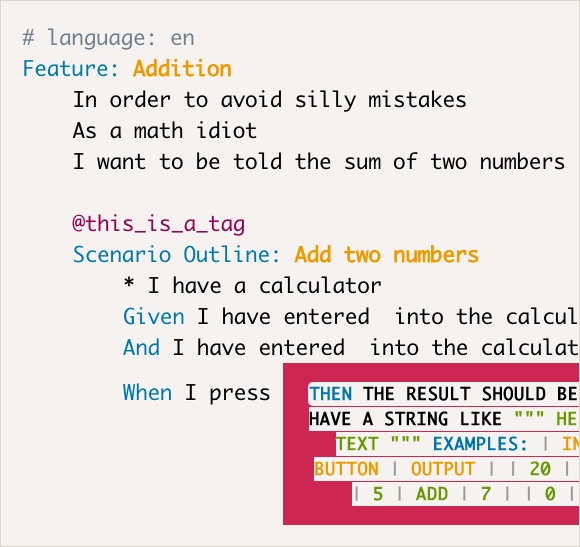 # language: en
Feature: Addition
In order to avoid silly mistakes
As a math idiot
I want to be told the sum of two numbers
@this_is_a_tag
Scenario Outline: Add two numbers
* I have a calculator
Given I have entered into the calcul
And I have entered into the calculat
When I press
THEN THE RESULT SHOULD BE
HAVE A STRING LIKE """ HE
TEXT """ EXAMPLES: | IN
BUTTON | OUTPUT | | 20 |
| 5 | ADD | 7 | | 0 |